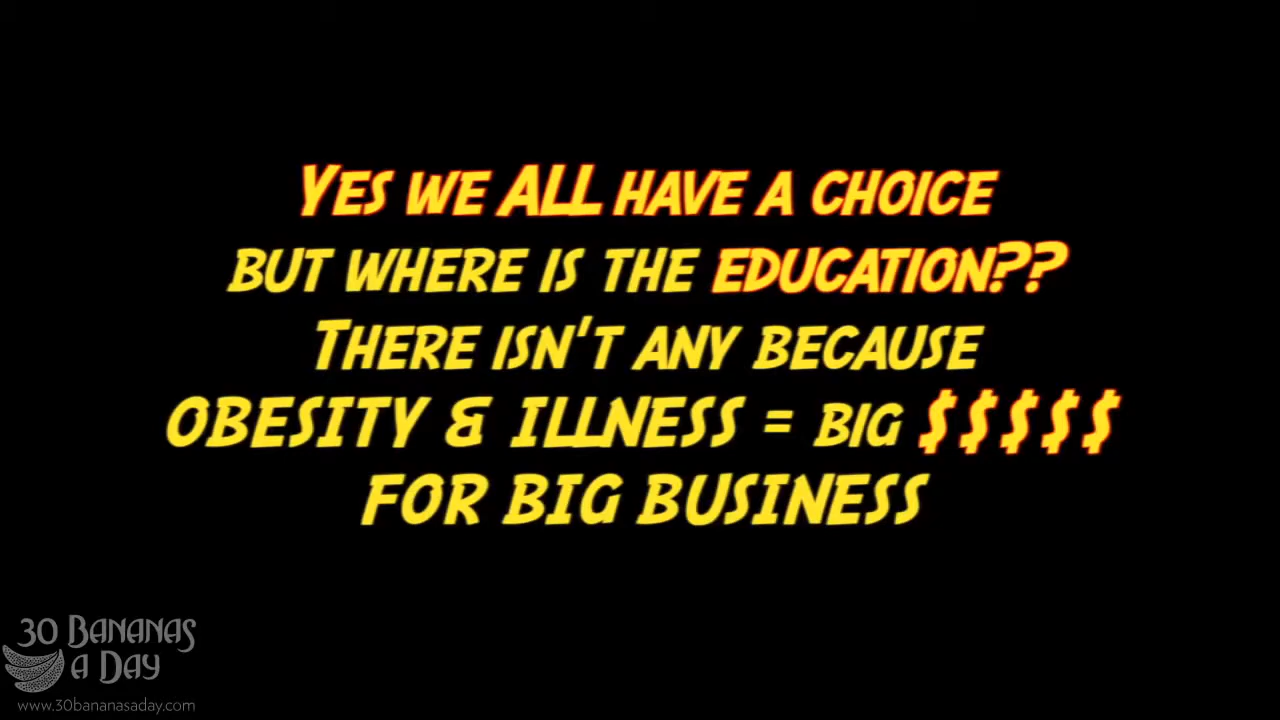 Yes we ALL have a choice
but where is the education??
There isn't any because
OBESITY & ILLNESS = big $$$$$
FOR BIG BUSINESS
30 Bananas
a Day
www.30bananasaday.com